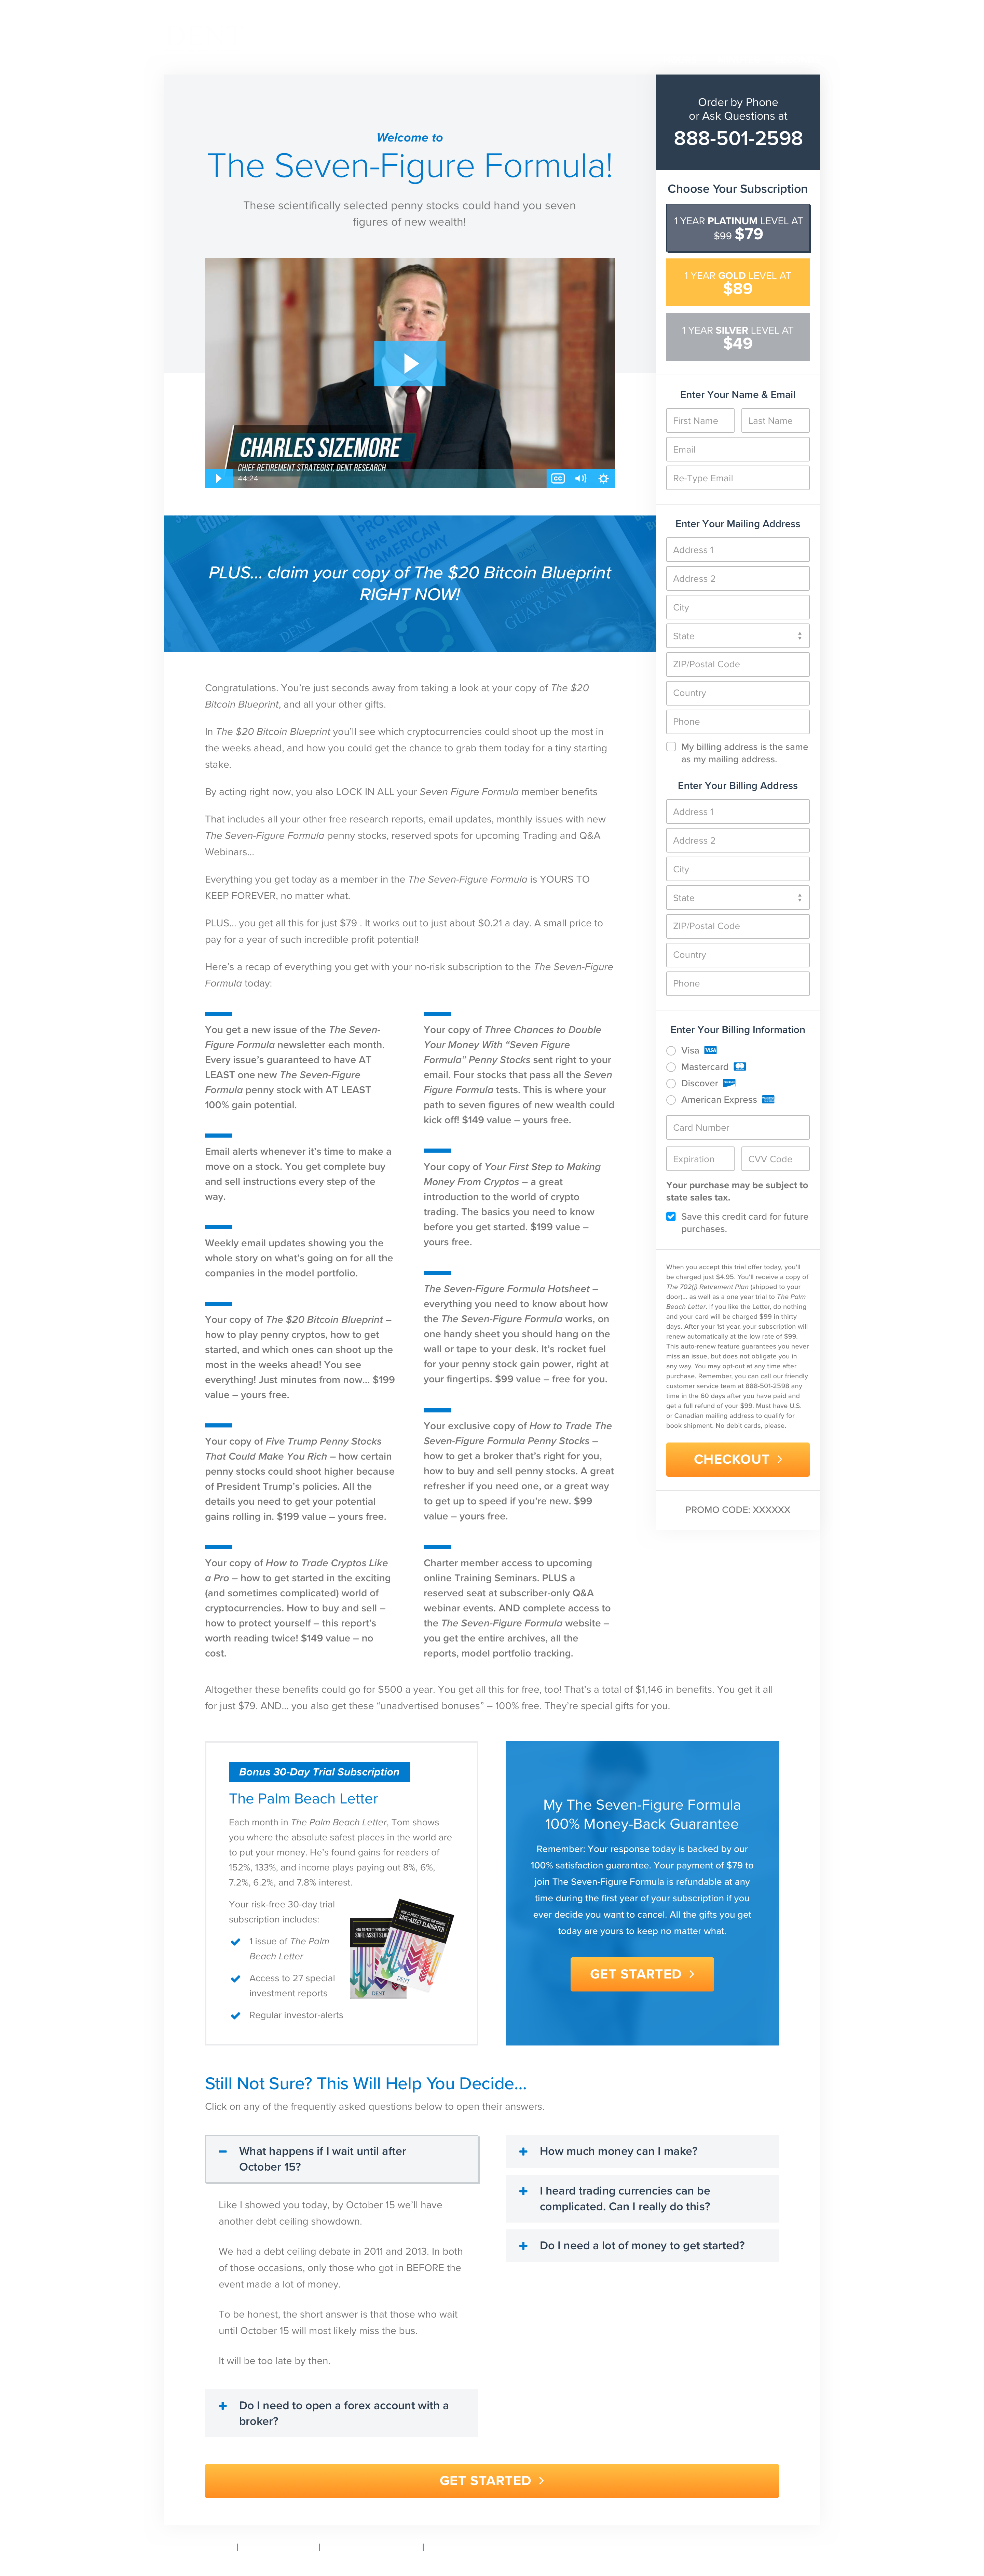 Welcome to
The Seven-Figure Formula!
These scientifically selected penny stocks could hand you seven
figures of new wealth!
CHARLES SIZEMORE
CHIEF RETIREMENT STRATEGIST, DENT RESEARCH
44:24
CC
PLUS... claim your copy of The $20 Bitcoin Blueprint
RIGHT NOW!
Congratulations. You're just seconds away from taking a look at your copy of The $20
Bitcoin Blueprint, and all your other gifts.
In The $20 Bitcoin Blueprint you'll see which cryptocurrencies could shoot up the most in
the weeks ahead, and how you could get the chance to grab them today for a tiny starting
stake.
By acting right now, you also LOCK IN ALL your Seven Figure Formula member benefits
That includes all your other free research reports, email updates, monthly issues with new
The Seven-Figure Formula penny stocks, reserved spots for upcoming Trading and Q&A
Webinars...
Everything you get today as a member in the The Seven-Figure Formula is YOURS TO
KEEP FOREVER, no matter what.
PLUS... you get all this for just $79 . It works out to just about $0.21 a day. A small price to
pay for a year of such incredible profit potential!
Here's a recap of everything you get with your no-risk subscription to the The Seven-Figure
Formula today:
You get a new issue of the The Seven-
Figure Formula newsletter each month.
Every issue's guaranteed to have AT
LEAST one new The Seven-Figure
Formula penny stock with AT LEAST
100% gain potential.
Email alerts whenever it's time to make a
move on a stock. You get complete buy
and sell instructions every step of the
way.
Weekly email updates showing you the
whole story on what's going on for all the
companies in the model portfolio.
Your copy of The $20 Bitcoin Blueprint –
how to play penny cryptos, how to get
started, and which ones can shoot up the
most in the weeks ahead! You see
everything! Just minutes from now... $199
value – yours free.
Your copy of Five Trump Penny Stocks
That Could Make You Rich – how certain
penny stocks could shoot higher because
of President Trump's policies. All the
details you need to get your potential
gains rolling in. $199 value – yours free.
Your copy of How to Trade Cryptos Like
a Pro – how to get started in the exciting
(and sometimes complicated) world of
cryptocurrencies. How to buy and sell –
how to protect yourself – this report's
worth reading twice! $149 value – no
cost.
Your copy of Three Chances to Double
Your Money With "Seven Figure
Formula" Penny Stocks sent right to your
email. Four stocks that pass all the Seven
Figure Formula tests. This is where your
path to seven figures of new wealth could
kick off! $149 value – yours free.
Your copy of Your First Step to Making
Money From Cryptos – a great
introduction to the world of crypto
trading. The basics you need to know
before you get started. $199 value –
yours free.
The Seven-Figure Formula Hotsheet –
everything you need to know about how
the The Seven-Figure Formula works, on
one handy sheet you should hang on the
wall or tape to your desk. It's rocket fuel
for your penny stock gain power, right at
your fingertips. $99 value – free for you.
Your exclusive copy of How to Trade The
Seven-Figure Formula Penny Stocks –
how to get a broker that's right for you,
how to buy and sell penny stocks. A great
refresher if you need one, or a great way
to get up to speed if you're new. $99
value – yours free.
Charter member access to upcoming
online Training Seminars. PLUS a
reserved seat at subscriber-only Q&A
webinar events. AND complete access to
the The Seven-Figure Formula website –
you get the entire archives, all the
reports, model portfolio tracking.
Altogether these benefits could go for $500 a year. You get all this for free, too! That's a total of $1,146 in benefits. You get it all
for just $79. AND... you also get these "unadvertised bonuses" – 100% free. They're special gifts for you.
Order by Phone
or Ask Questions at
888-501-2598
Choose Your Subscription
1 YEAR PLATINUM LEVEL AT
$99 $79
1 YEAR GOLD LEVEL AT
$89
1 YEAR SILVER LEVEL AT
$49
Enter Your Name & Email
First Name
Last Name
Email
Re-Type Email
Enter Your Mailing Address
Address 1
Address 2
City
State
ZIP/Postal Code
Country
Phone
My billing address is the same
as my mailing address.
Enter Your Billing Address
Address 1
Address 2
City
State
ZIP/Postal Code
Country
Phone
Enter Your Billing Information
Visa VISA
Mastercard
Discover
American Express
Card Number
Expiration
CVV Code
Your purchase may be subject to
state sales tax.
Save this credit card for future
purchases.
When you accept this trial offer today, you'll
be charged just $4.95. You'll receive a copy of
The 702(j) Retirement Plan (shipped to your
door)... as well as a one year trial to The Palm
Beach Letter. If you like the Letter, do nothing
and your card will be charged $99 in thirty
days. After your 1st year, your subscription will
renew automatically at the low rate of $99.
This auto-renew feature guarantees you never
miss an issue, but does not obligate you in
any way. You may opt-out at any time after
purchase. Remember, you can call our friendly
customer service team at 888-501-2598 any
time in the 60 days after you have paid and
get a full refund of your $99. Must have U.S.
or Canadian mailing address to qualify for
book shipment. No debit cards, please.
CHECKOUT
PROMO CODE: XXXXXX
Bonus 30-Day Trial Subscription
The Palm Beach Letter
Each month in The Palm Beach Letter, Tom shows
you where the absolute safest places in the world are
to put your money. He's found gains for readers of
152%, 133%, and income plays paying out 8%, 6%,
7.2%, 6.2%, and 7.8% interest.
Your risk-free 30-day trial
subscription includes:
1 issue of The Palm
Beach Letter
Access to 27 special
investment reports
Regular investor-alerts
SAFE-ASSET SLAUGHTER
DENT
My The Seven-Figure Formula
100% Money-Back Guarantee
Remember: Your response today is backed by our
100% satisfaction guarantee. Your payment of $79 to
join The Seven-Figure Formula is refundable at any
time during the first year of your subscription if you
ever decide you want to cancel. All the gifts you get
today are yours to keep no matter what.
GET STARTED
Still Not Sure? This Will Help You Decide...
Click on any of the frequently asked questions below to open their answers.
What happens if I wait until after
October 15?
Like I showed you today, by October 15 we'll have
another debt ceiling showdown.
We had a debt ceiling debate in 2011 and 2013. In both
of those occasions, only those who got in BEFORE the
event made a lot of money.
To be honest, the short answer is that those who wait
until October 15 will most likely miss the bus.
It will be too late by then.
Do I need to open a forex account with a
broker?
How much money can I make?
I heard trading currencies can be
complicated. Can I really do this?
Do I need a lot of money to get started?
GET STARTED